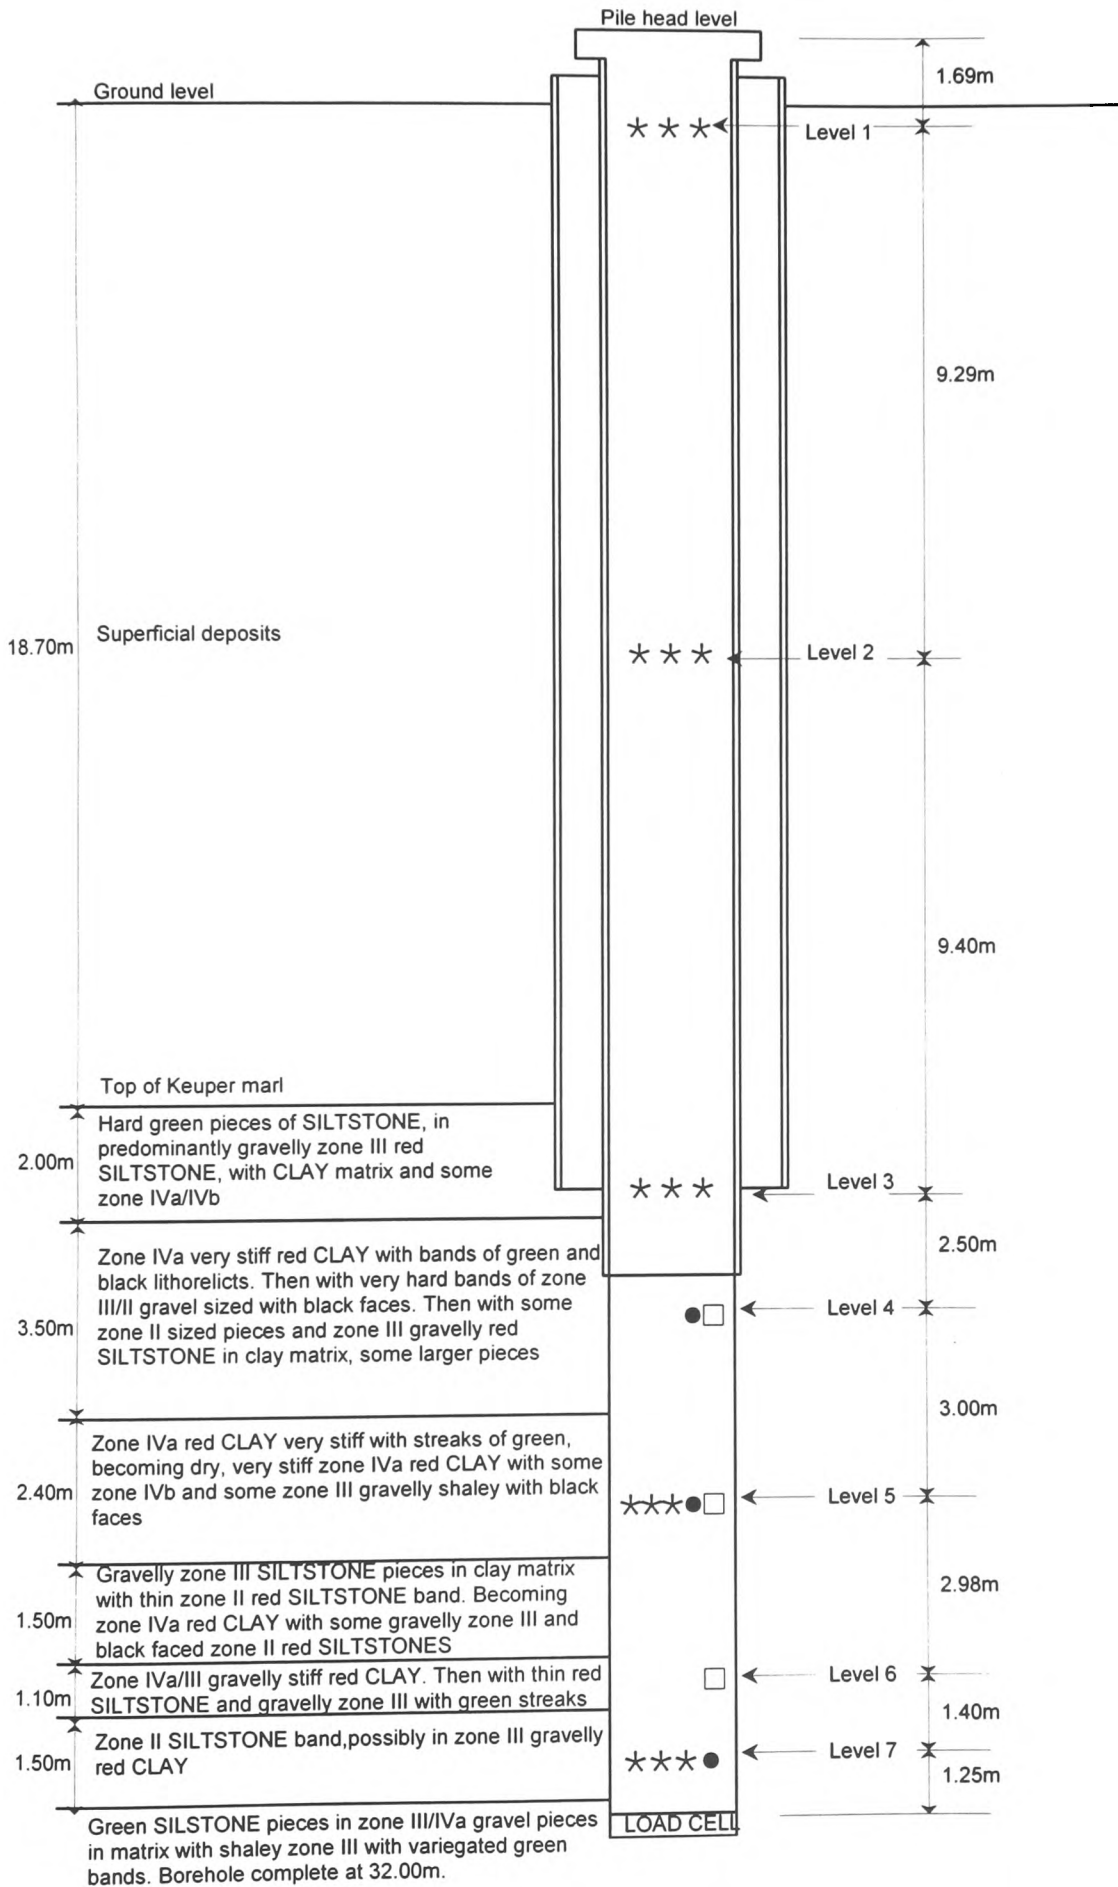 Pile head level
1.69m
Ground level
Level 1
9.29m
18.70m
Superficial deposits
Level 2
9.40m
Top of Keuper marl
2.00m
Hard green pieces of SILTSTONE, in
predominantly gravelly zone III red
SILTSTONE, with CLAY matrix and some
zone IVa/IVb
Level 3
2.50m
3.50m
Zone IVa very stiff red CLAY with bands of green and
black lithorelicts. Then with very hard bands of zone
III/II gravel sized with black faces. Then with some
zone II sized pieces and zone III gravelly red
SILTSTONE in clay matrix, some larger pieces
Level 4
3.00m
2.40m
Zone IVa red CLAY very stiff with streaks of green,
becoming dry, very stiff zone IVa red CLAY with some
zone IVb and some zone III gravelly shaley with black
faces
Level 5
2.98m
1.50m
Gravelly zone III SILTSTONE pieces in clay matrix
with thin zone II red SILTSTONE band. Becoming
zone IVa red CLAY with some gravelly zone III and
black faced zone II red SILTSTONES
1.10m
Zone IVa/III gravelly stiff red CLAY. Then with thin red
SILTSTONE and gravelly zone III with green streaks
Level 6
1.40m
1.50m
Zone II SILTSTONE band,possibly in zone III gravelly
red CLAY
Level 7
1.25m
Green SILSTONE pieces in zone III/IVa gravel pieces
in matrix with shaley zone III with variegated green
bands. Borehole complete at 32.00m.
LOAD CELL